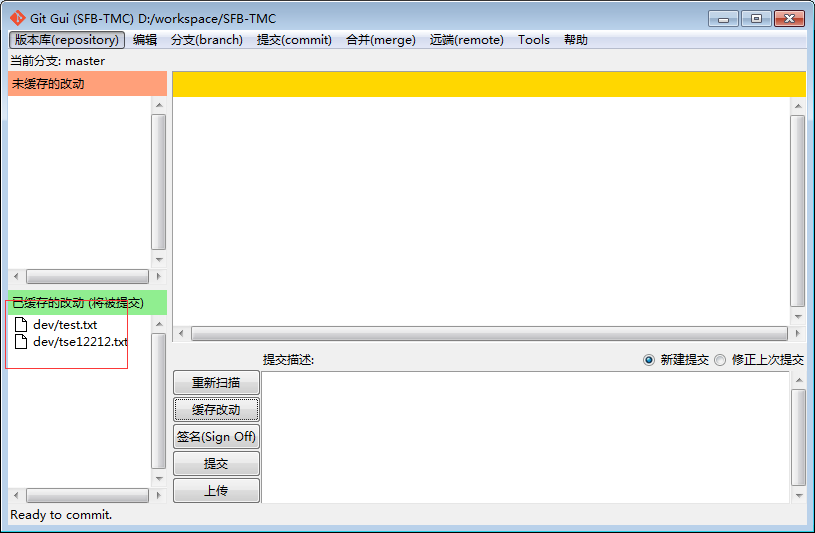 Git Gui (SFB-TMC) D:/workspace/SFB-TMC
版本库(repository) 编辑 分支(branch) 提交(commit) 合并(merge) 远端(remote) Tools 帮助
当前分支: master
未缓存的改动
已缓存的改动 (将被提交)
dev/test.txt
dev/tse12212.txt
提交描述:
新建提交 修正上次提交
重新扫描
缓存改动
签名(Sign Off)
提交
上传
Ready to commit.